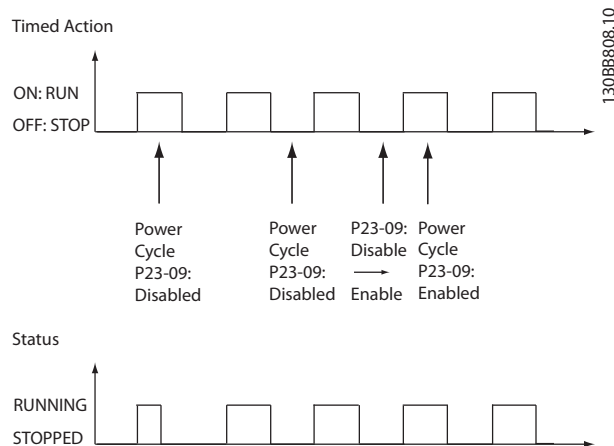 Timed Action
130BB808.10
ON: RUN
OFF: STOP
Power
Cycle
P23-09:
Disabled
Power
Cycle
P23-09:
Disabled
P23-09:
Disable
Enable
Power
Cycle
P23-09:
Enabled
Status
RUNNING
STOPPED